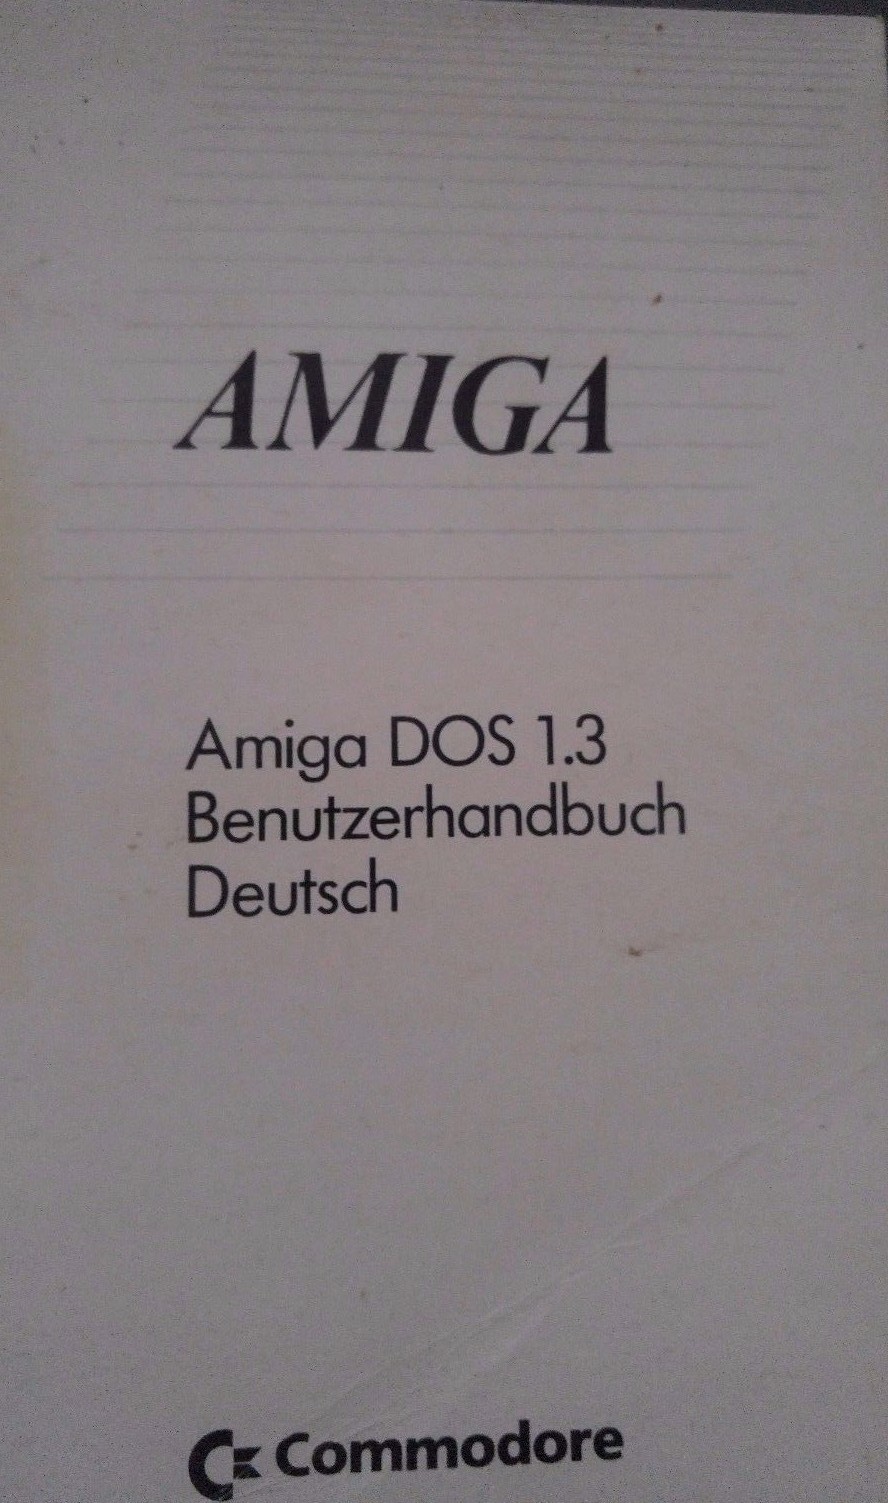 AMIGA
Amiga DOS 1.3
Benutzerhandbuch
Deutsch
Commodore